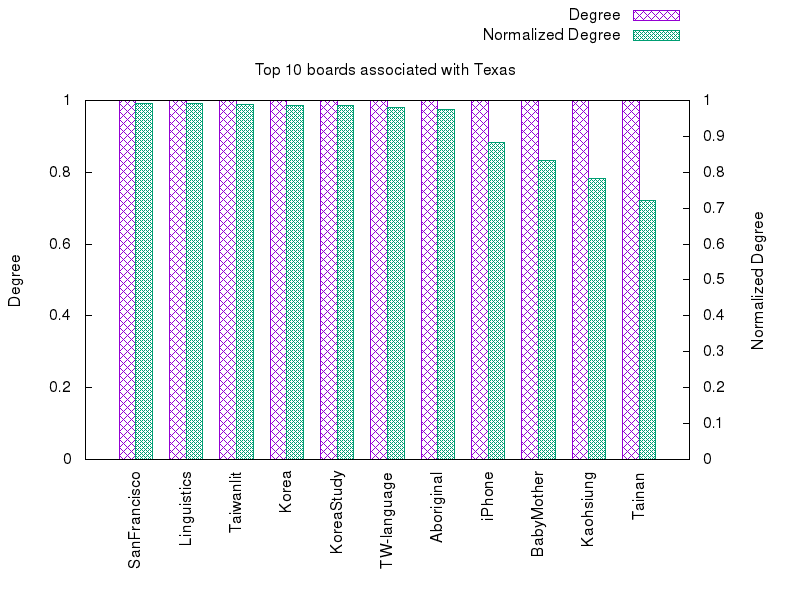 Degree
Normalized Degree
Top 10 boards associated with Texas
1
0.8
0.6
0.4
0.2
0
Degree
1
0.9
0.8
0.7
0.6
0.5
0.4
0.3
0.2
0.1
0
Normalized Degree
SanFrancisco
Linguistics
Taiwanlit
Korea
KoreaStudy
TW-language
Aboriginal
iPhone
BabyMother
Kaohsiung
Tainan